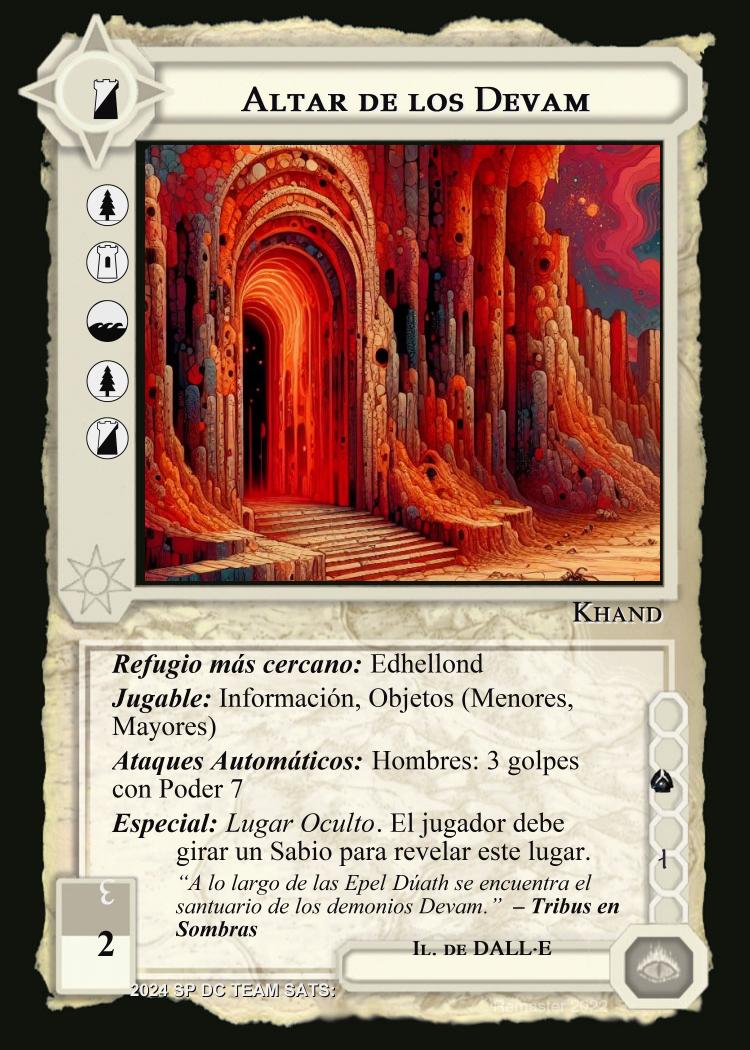 Altar de los Devam
Khand
Refugio más cercano: Edhellond
Jugable: Información, Objetos (Menores,
Mayores)
Ataques Automáticos: Hombres: 3 golpes
con Poder 7
Especial: Lugar Oculto. El jugador debe
girar un Sabio para revelar este lugar.
“A lo largo de las Epel Dúath se encuentra el
santuario de los demonios Devam.” – Tribus en
Sombras
2
Il. de DALL·E
2024 SP DC TEAM SATS:
Remaster 2022